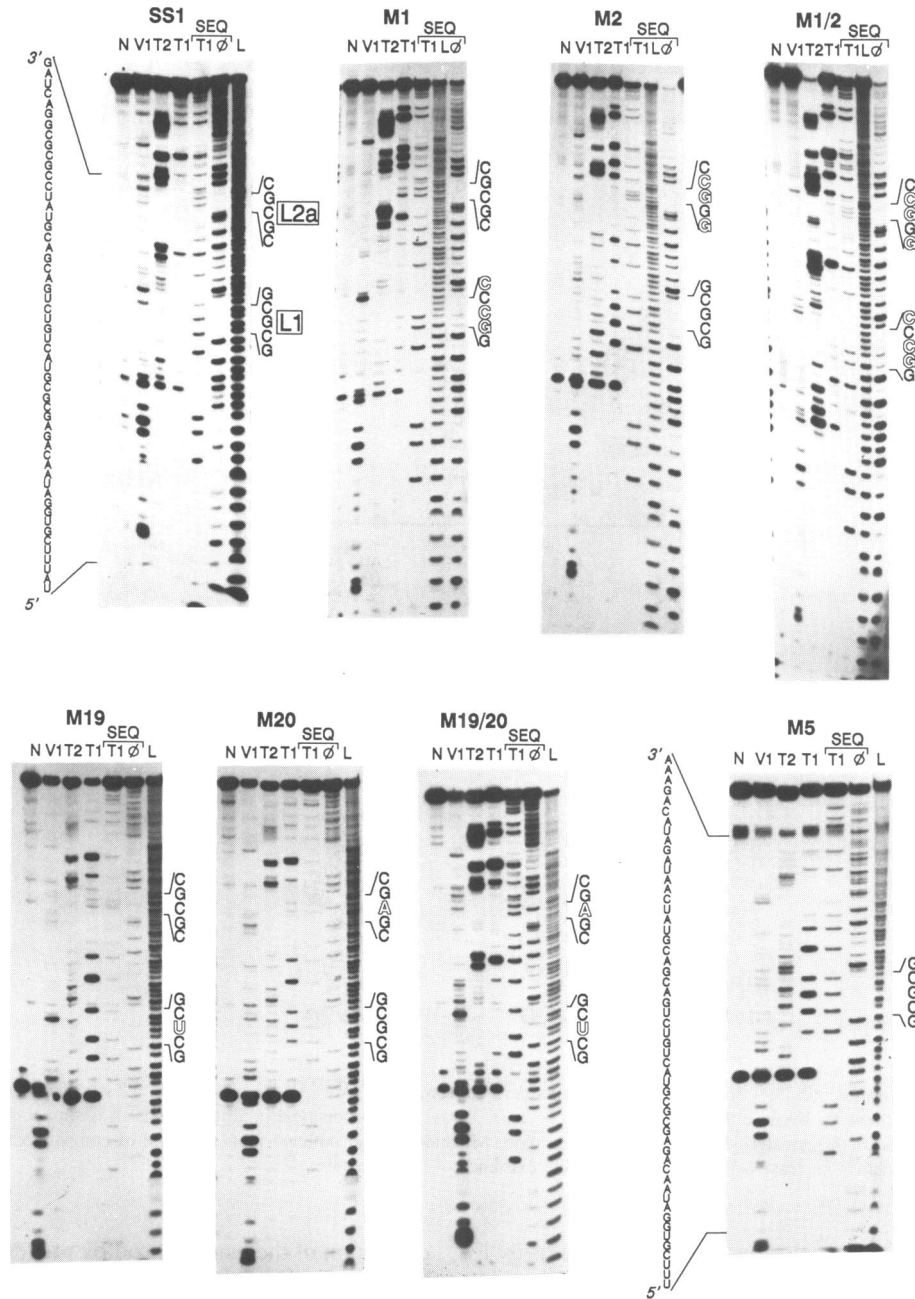 SS1
SEQ
N V1 T2 T1 T1 Ø L
3'
GAUCAGGCGCGCCUAUGCAGCAGUCUGUCAUGCGCGAGACAAUAGGUGCUUUAU
5'
C
G
C
G
C
L2a
G
C
G
C
G
L1
M1
SEQ
N V1 T2 T1 T1 L Ø
C
G
C
G
C
C
C
C
G
G
M2
SEQ
N V1 T2 T1 T1 L Ø
C
C
G
G
G
G
C
G
C
G
M1/2
SEQ
N V1 T2 T1 T1 L Ø
C
C
G
G
G
C
C
C
G
G
M19
SEQ
N V1 T2 T1 T1 Ø L
C
G
C
G
C
G
C
U
C
G
M20
SEQ
N V1 T2 T1 T1 Ø L
C
G
A
G
C
G
C
G
C
G
M19/20
SEQ
N V1 T2 T1 T1 Ø L
C
G
A
G
C
G
C
U
C
G
M5
SEQ
N V1 T2 T1 T1 Ø L
3'
AAAGACAUAGAUAACUAUGCAGCAGUCUGUCAUGCGCGAGACAAUAGGUGCUUU
5'
G
C
G
C
G